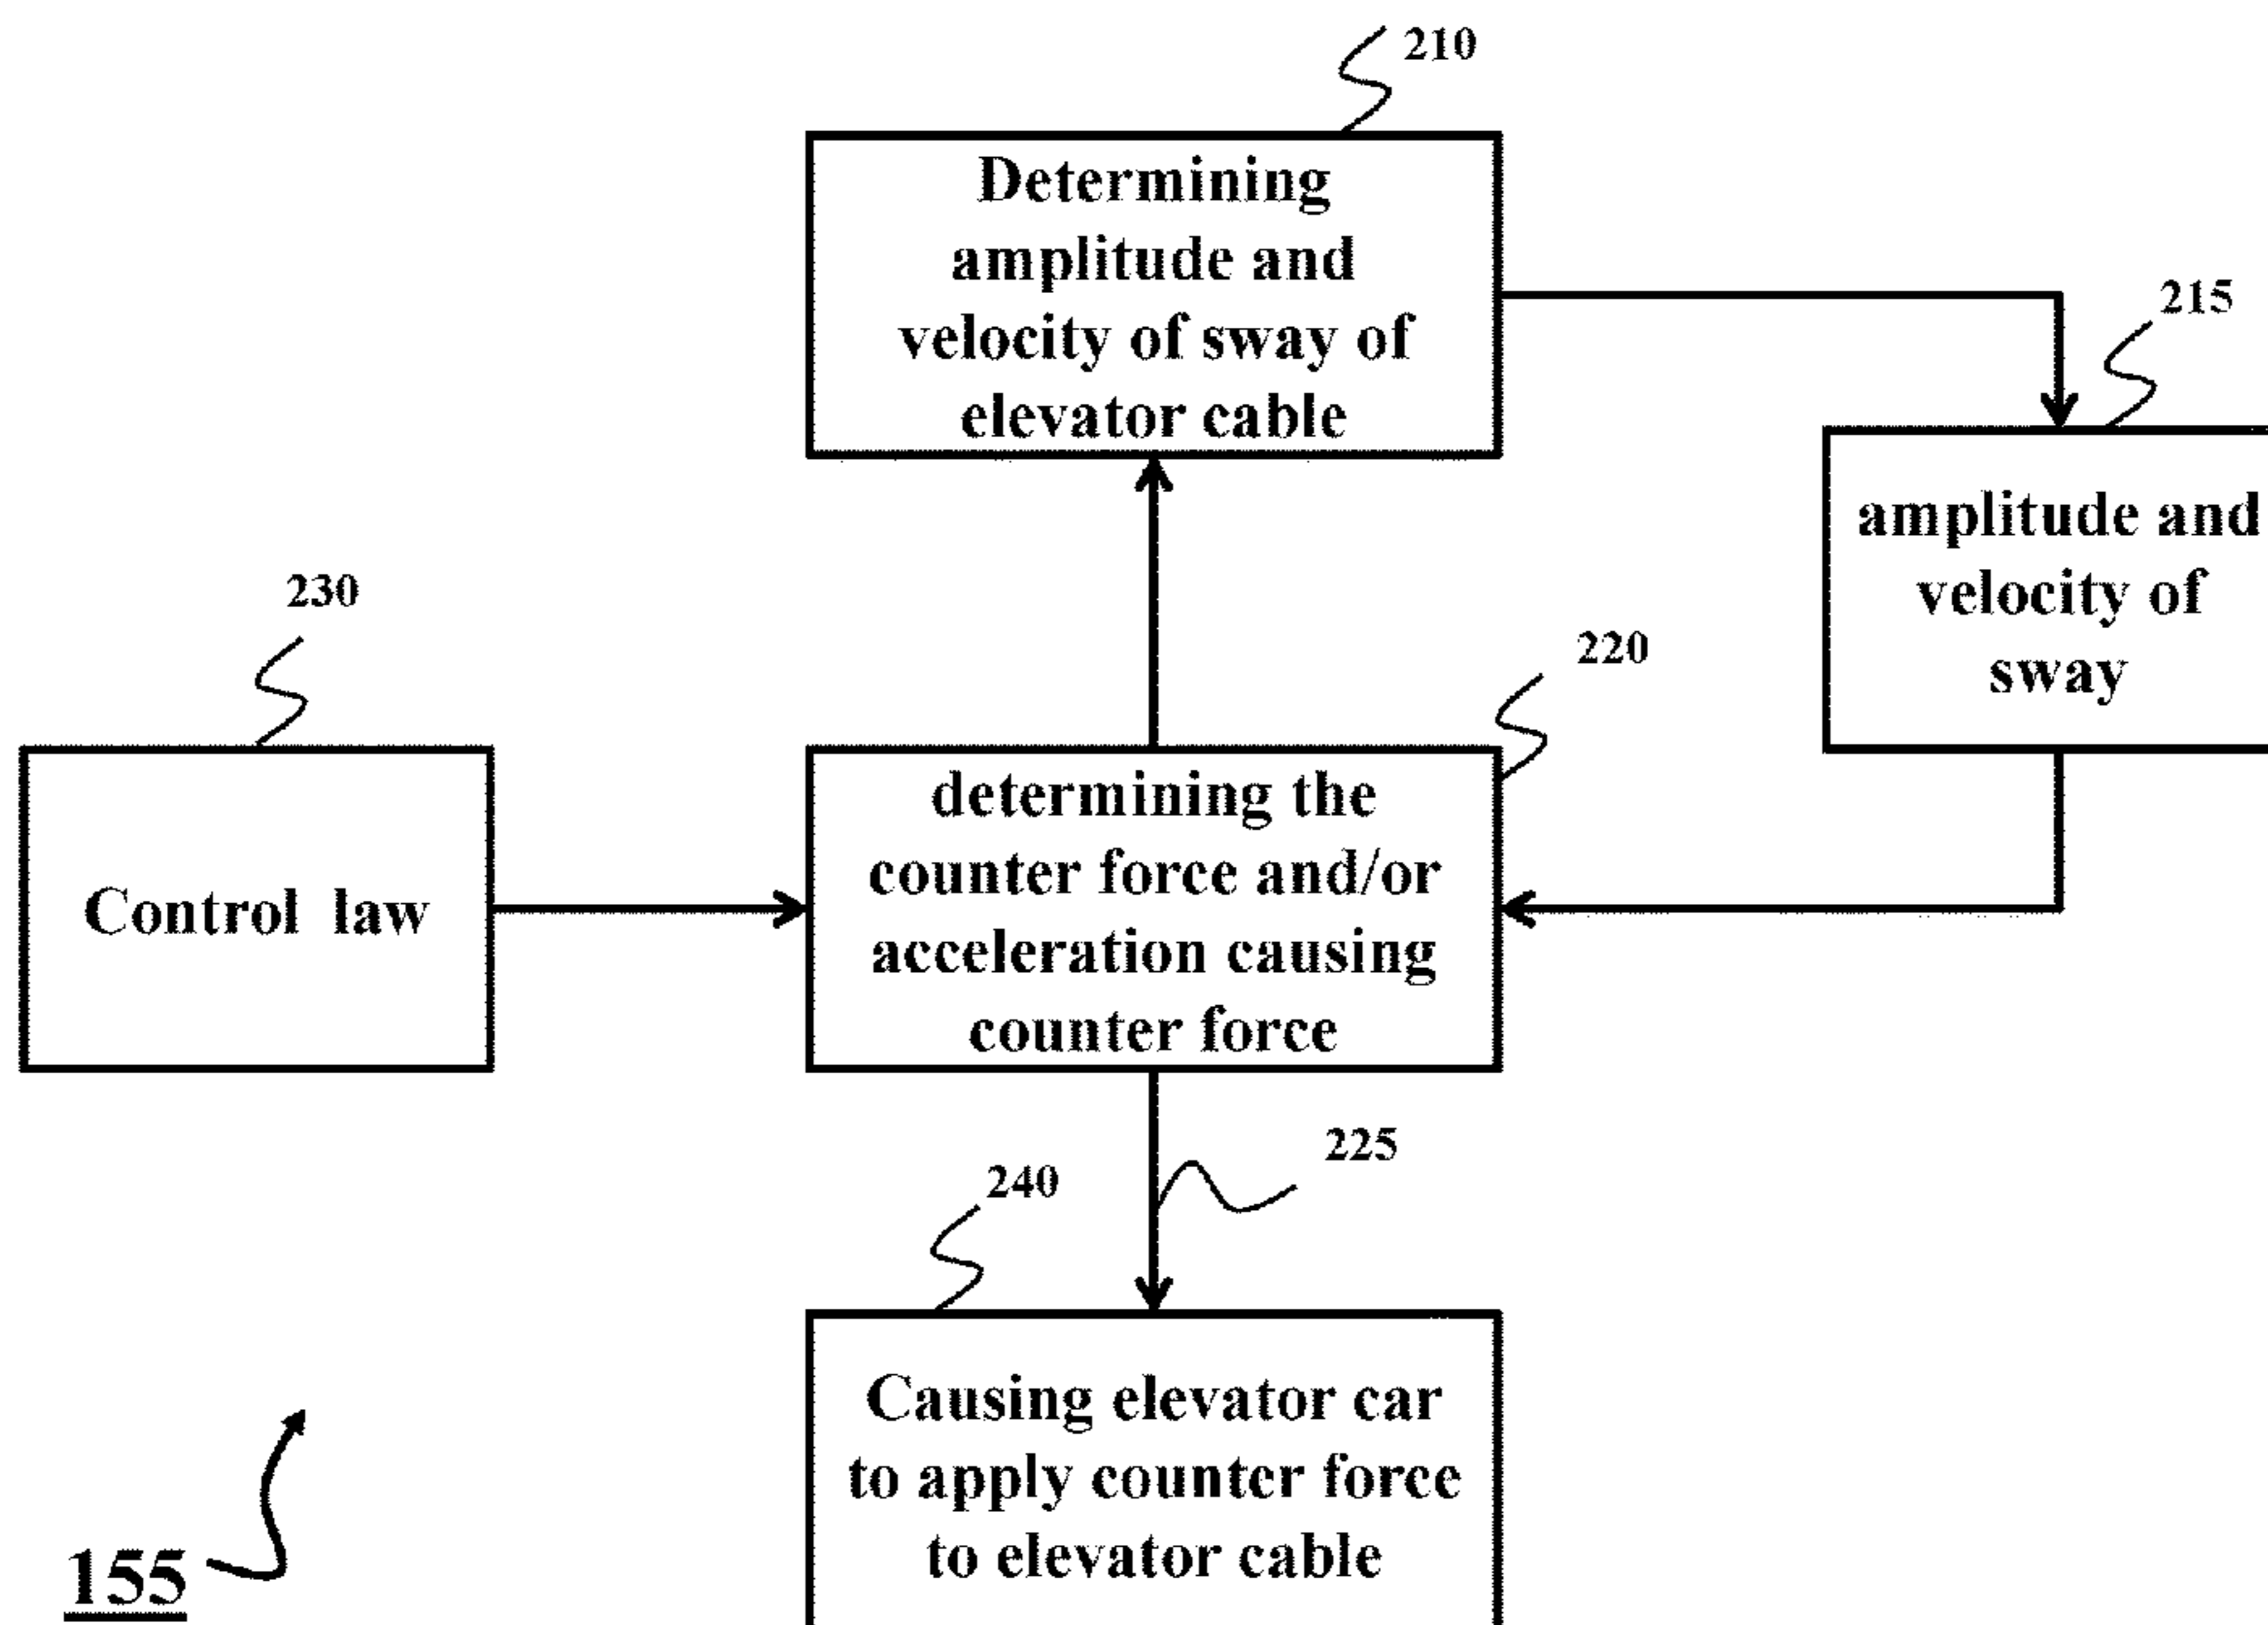 210
Determining
amplitude and
velocity of sway of
elevator cable
215
amplitude and
velocity of
sway
230
Control law
220
determining the
counter force and/or
acceleration causing
counter force
225
240
Causing elevator car
to apply counter force
to elevator cable
155